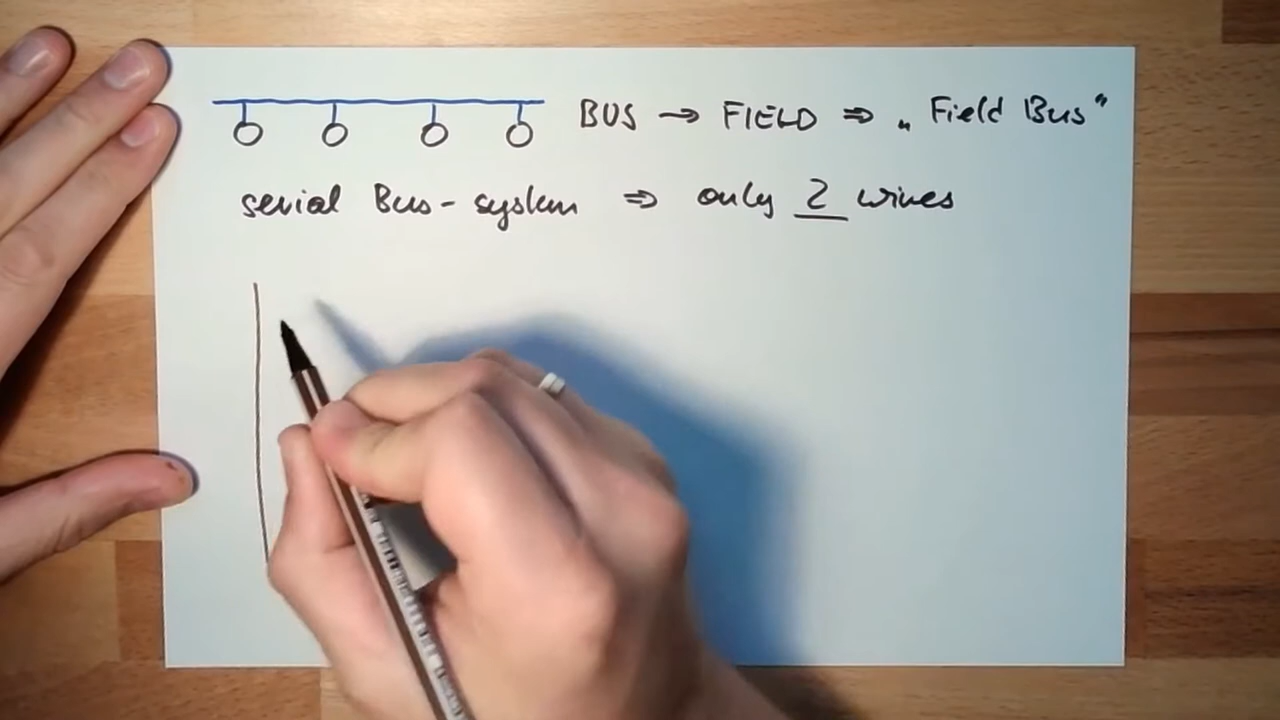 BUS → FIELD ⇒ „Field Bus“
serial Bus-system ⇒ only 2 wires